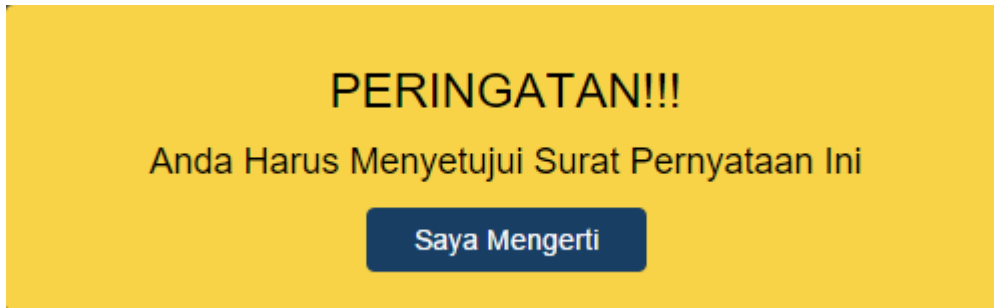 PERINGATAN!!!
Anda Harus Menyetujui Surat Pernyataan Ini
Saya Mengerti